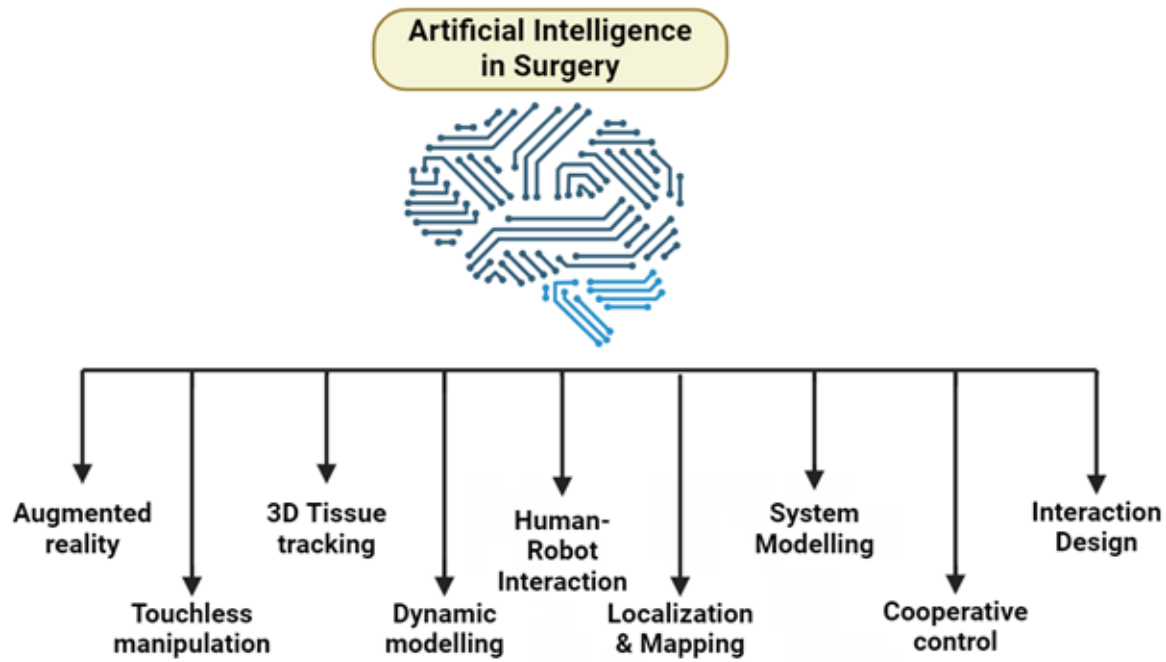 Artificial Intelligence
in Surgery
Augmented
reality
Touchless
manipulation
3D Tissue
tracking
Dynamic
modelling
Human-
Robot
Interaction
Localization
& Mapping
System
Modelling
Cooperative
control
Interaction
Design